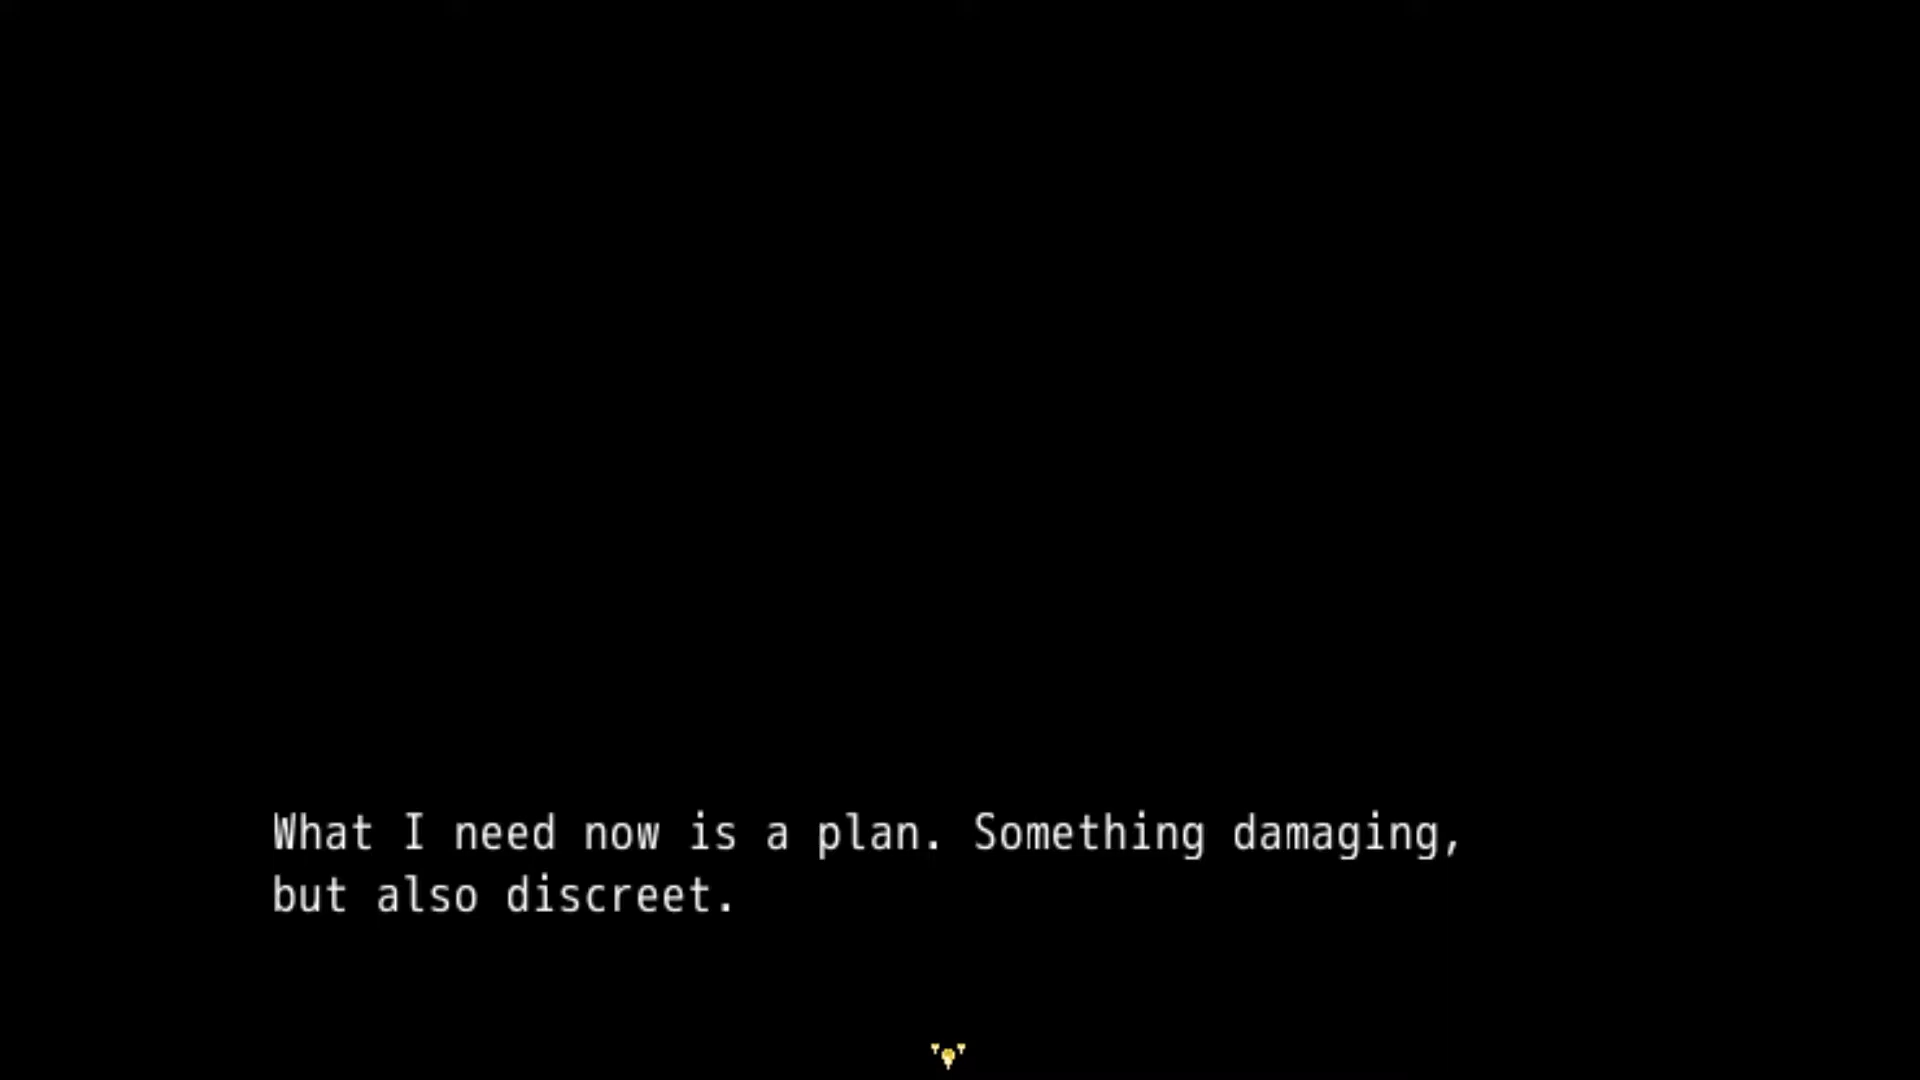 What I need now is a plan. Something damaging,
but also discreet.